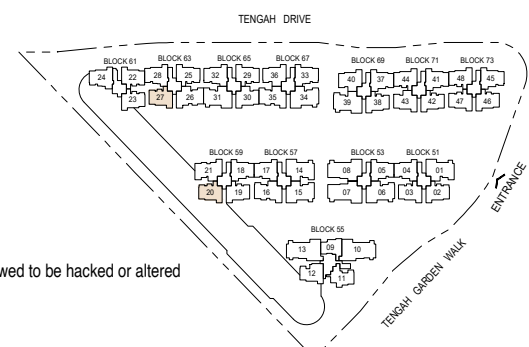 TENGAH DRIVE
BLOCK 61 BLOCK 63 BLOCK 65 BLOCK 67 BLOCK 69 BLOCK 71 BLOCK 73
24 22 28 25 32 29 36 33 40 37 44 41 48 45
23 27 26 31 30 35 34 39 38 43 42 47 46
BLOCK 59 BLOCK 57 BLOCK 53 BLOCK 51
21 18 17 14 08 05 04 01
20 19 16 15 07 06 03 02
ENTRANCE
BLOCK 55
13 09 10
12 11
wed to be hacked or altered
TENGAH GARDEN WALK